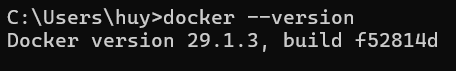 C:\Users\huy>docker --version
Docker version 29.1.3, build f52814d